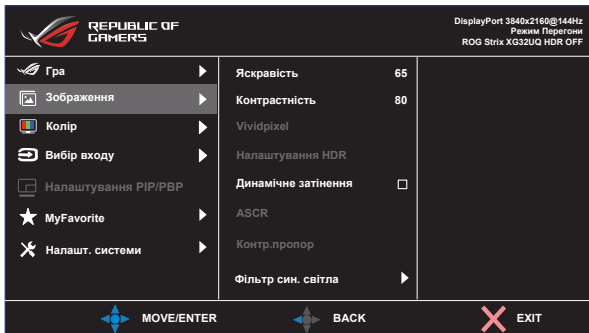 REPUBLIC OF
GAMERS
DisplayPort 3840x2160@144Hz
Режим Перегони
ROG Strix XG32UQ HDR OFF
Гра
Зображення
Колір
Вибір входу
Налаштування PIP/PBP
MyFavorite
Налашт. системи
Яскравість 65
Контрастність 80
Vividpixel
Налаштування HDR
Динамічне затінення
ASCR
Контр.пропор
Фільтр син. світла
MOVE/ENTER
BACK
EXIT